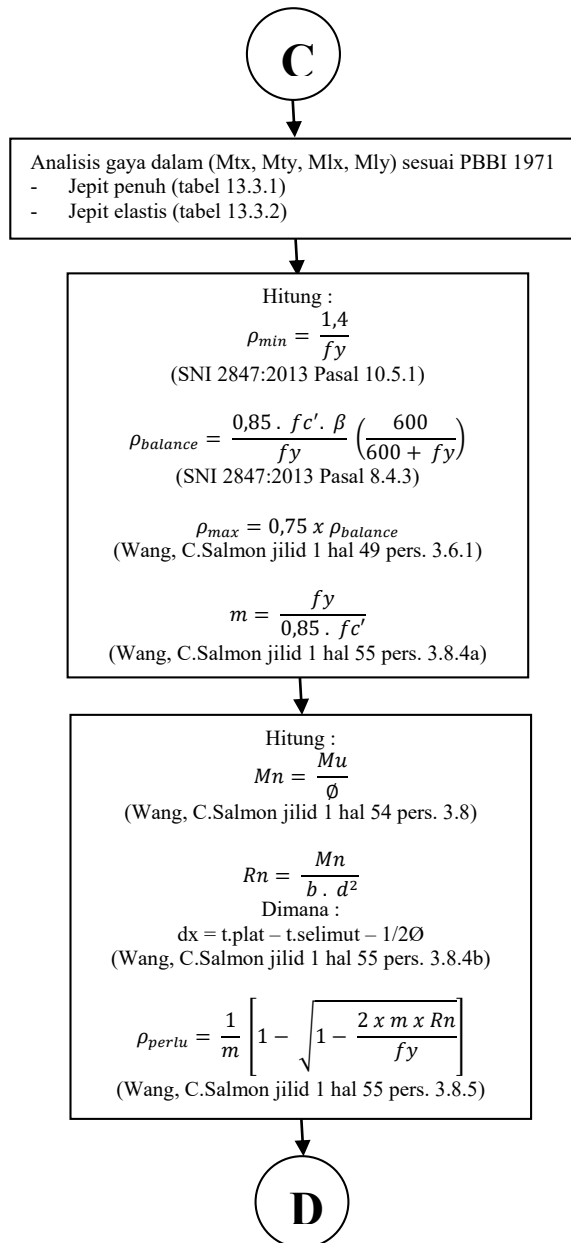 C
Analisis gaya dalam (Mtx, Mty, Mlx, Mly) sesuai PBBI 1971
- Jepit penuh (tabel 13.3.1)
- Jepit elastis (tabel 13.3.2)
Hitung :
ρ_min = 1,4 / fy
(SNI 2847:2013 Pasal 10.5.1)
ρ_balance = 0,85 . fc′. β / fy (600 / 600 + fy)
(SNI 2847:2013 Pasal 8.4.3)
ρ_max = 0,75 x ρ_balance
(Wang, C.Salmon jilid 1 hal 49 pers. 3.6.1)
m = fy / 0,85 . fc′
(Wang, C.Salmon jilid 1 hal 55 pers. 3.8.4a)
Hitung :
Mn = Mu / Ø
(Wang, C.Salmon jilid 1 hal 54 pers. 3.8)
Rn = Mn / b . d²
Dimana :
dx = t.plat – t.selimut – 1/2Ø
(Wang, C.Salmon jilid 1 hal 55 pers. 3.8.4b)
ρ_perlu = 1 / m [1 − √1 − 2 x m x Rn / fy]
(Wang, C.Salmon jilid 1 hal 55 pers. 3.8.5)
D